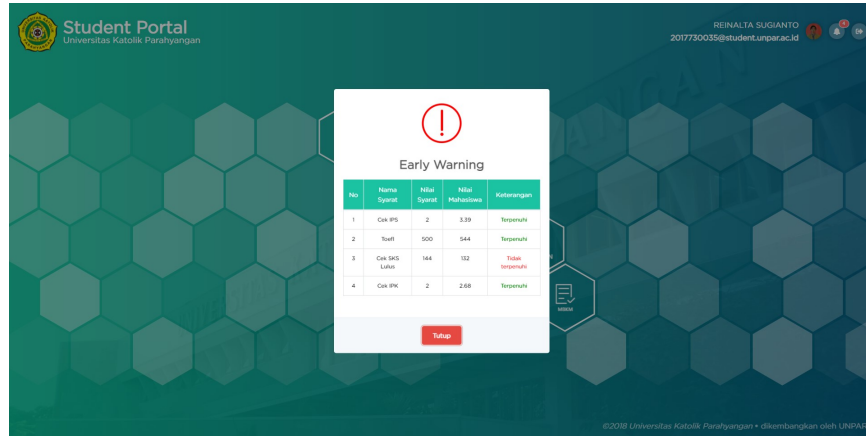 Student Portal
Universitas Katolik Parahyangan
REINALTA SUGIANTO
2017730035@student.unpar.ac.id
Early Warning
No Nama Syarat Nilai Syarat Nilai Mahasiswa Keterangan
1 Cek IPS 2 3.39 Terpenuhi
2 Toefl 500 544 Terpenuhi
3 Cek SKS Lulus 144 132 Tidak terpenuhi
4 Cek IPK 2 2.68 Terpenuhi
Tutup
MBKM
©2018 Universitas Katolik Parahyangan • dikembangkan oleh UNPAR